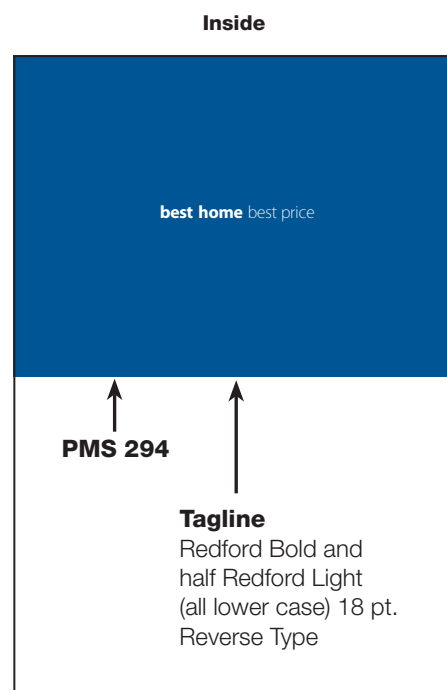 Inside
best home best price
PMS 294
Tagline
Redford Bold and
half Redford Light
(all lower case) 18 pt.
Reverse Type